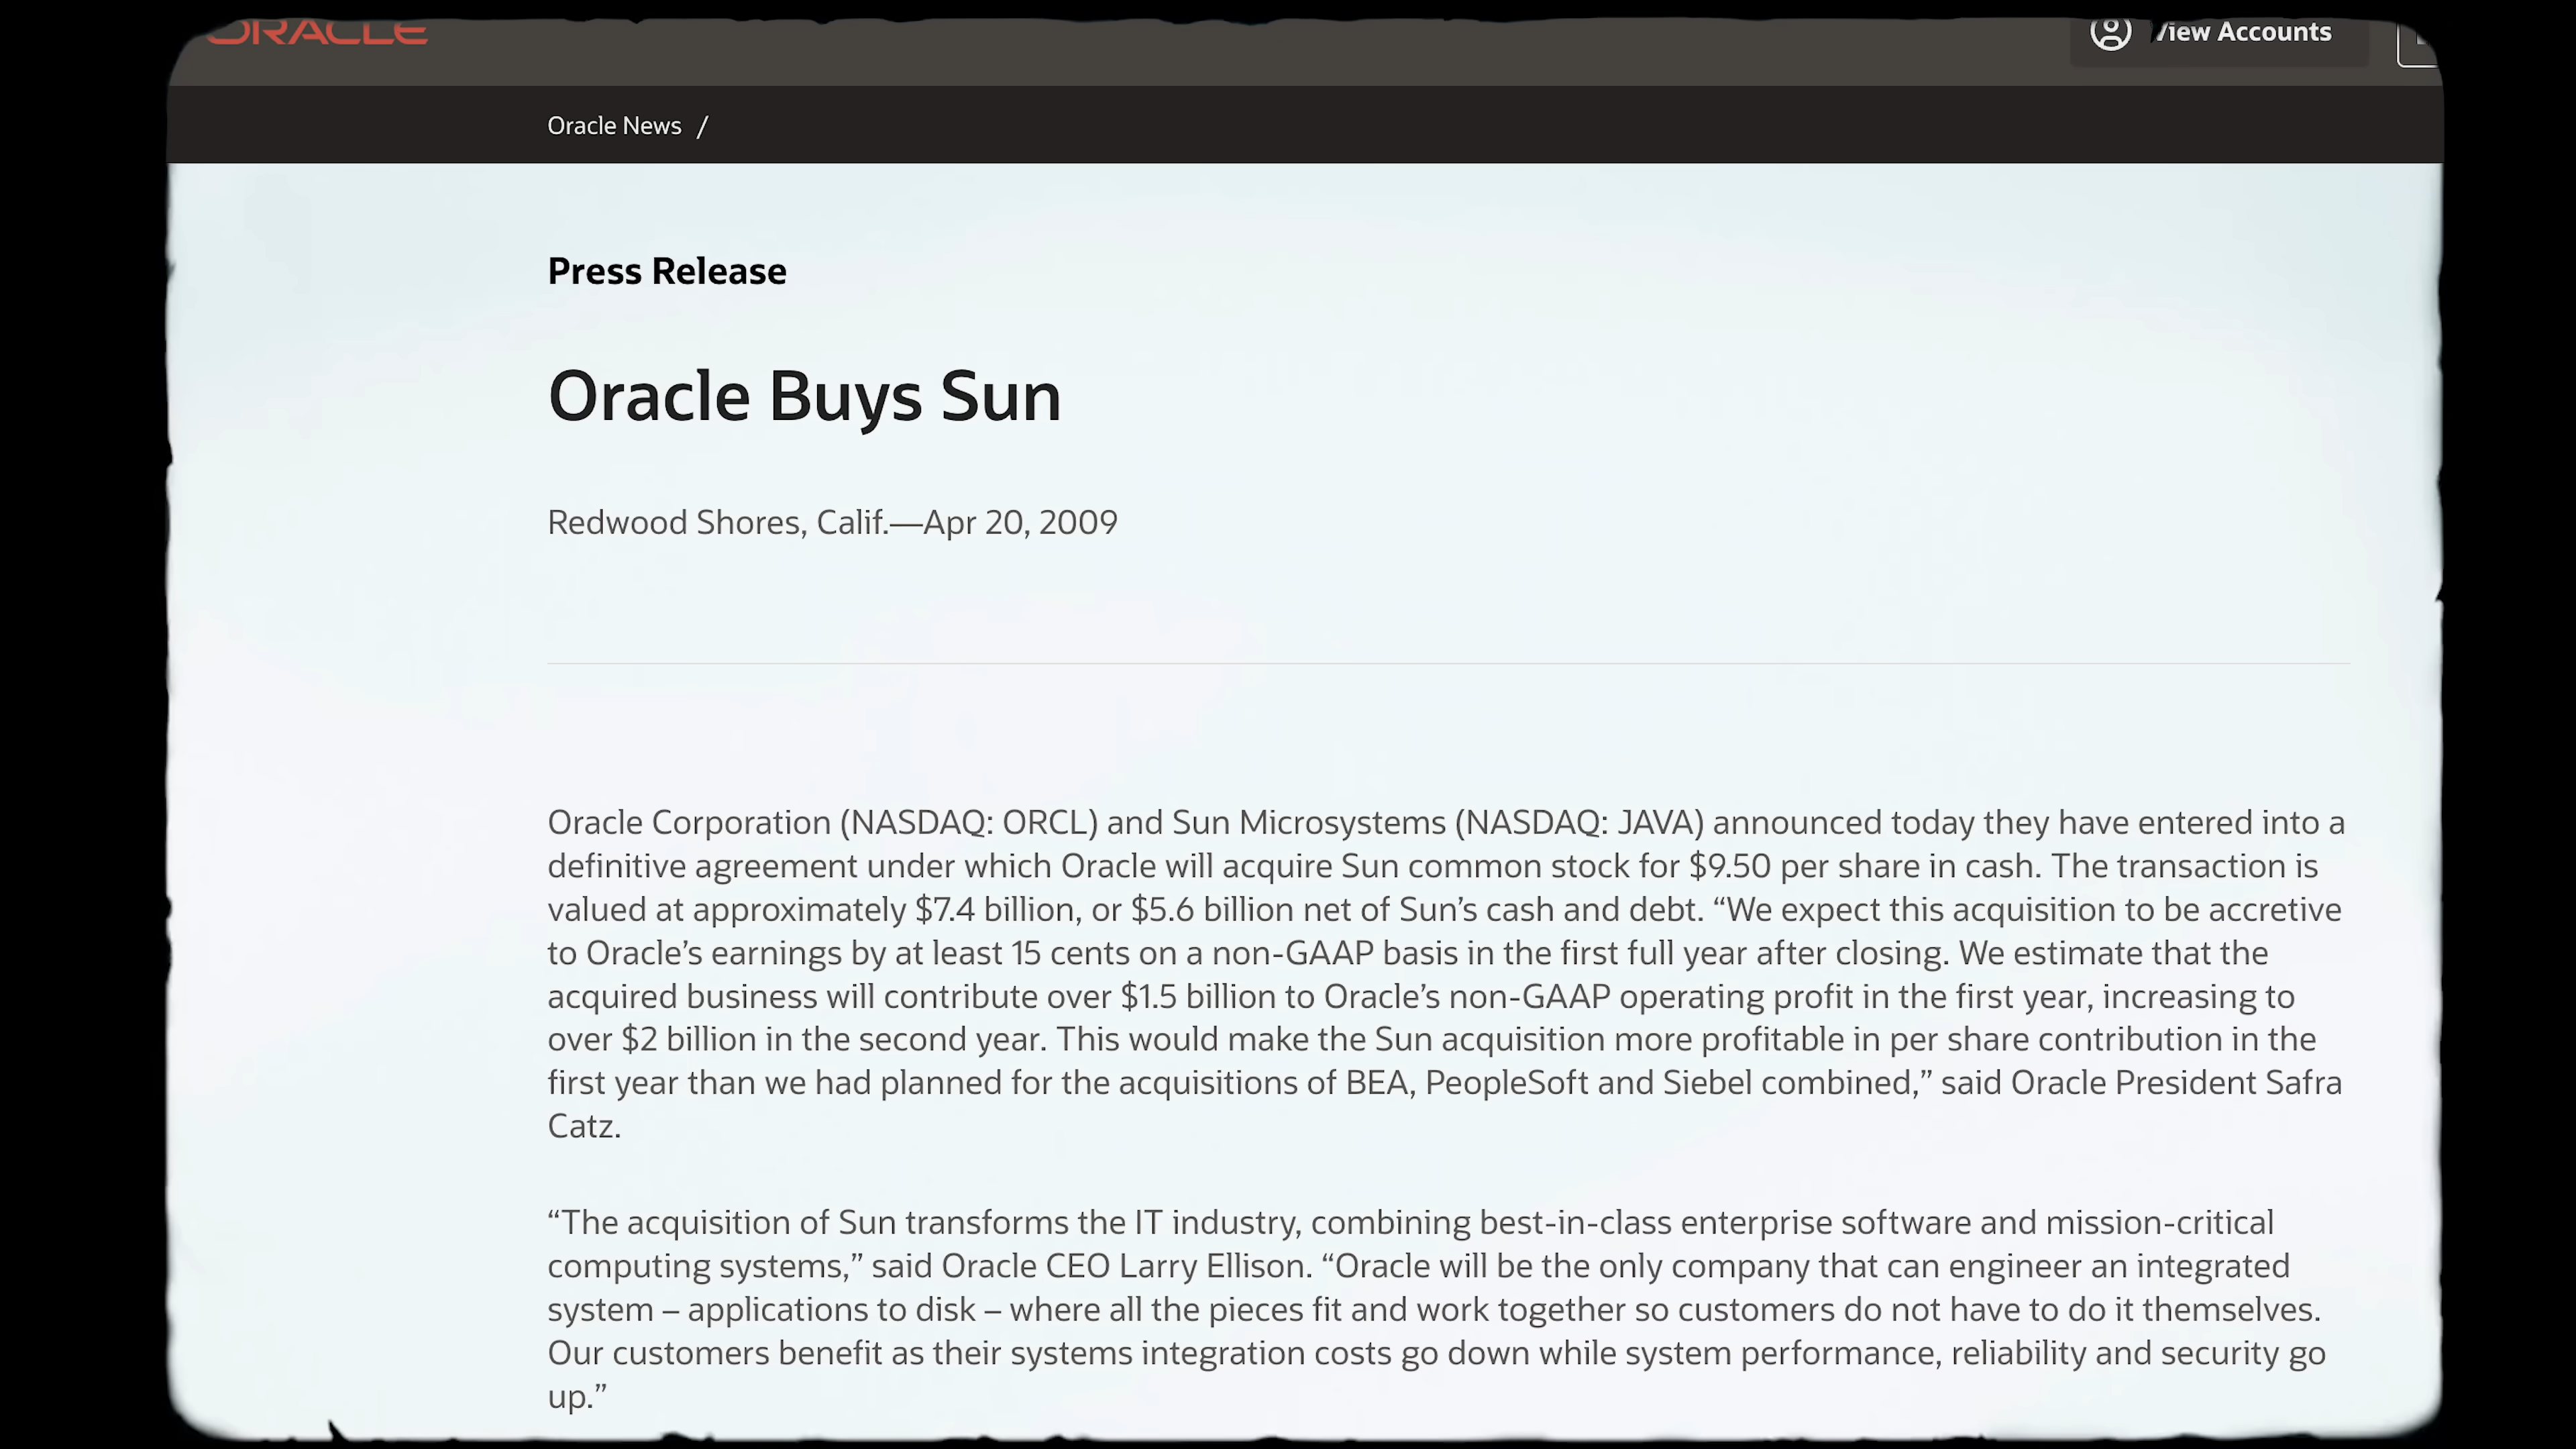 ORACLE
View Accounts
Oracle News /
Press Release
Oracle Buys Sun
Redwood Shores, Calif.—Apr 20, 2009
Oracle Corporation (NASDAQ: ORCL) and Sun Microsystems (NASDAQ: JAVA) announced today they have entered into a
definitive agreement under which Oracle will acquire Sun common stock for $9.50 per share in cash. The transaction is
valued at approximately $7.4 billion, or $5.6 billion net of Sun’s cash and debt. “We expect this acquisition to be accretive
to Oracle’s earnings by at least 15 cents on a non-GAAP basis in the first full year after closing. We estimate that the
acquired business will contribute over $1.5 billion to Oracle’s non-GAAP operating profit in the first year, increasing to
over $2 billion in the second year. This would make the Sun acquisition more profitable in per share contribution in the
first year than we had planned for the acquisitions of BEA, PeopleSoft and Siebel combined,” said Oracle President Safra
Catz.
“The acquisition of Sun transforms the IT industry, combining best-in-class enterprise software and mission-critical
computing systems,” said Oracle CEO Larry Ellison. “Oracle will be the only company that can engineer an integrated
system – applications to disk – where all the pieces fit and work together so customers do not have to do it themselves.
Our customers benefit as their systems integration costs go down while system performance, reliability and security go
up.”